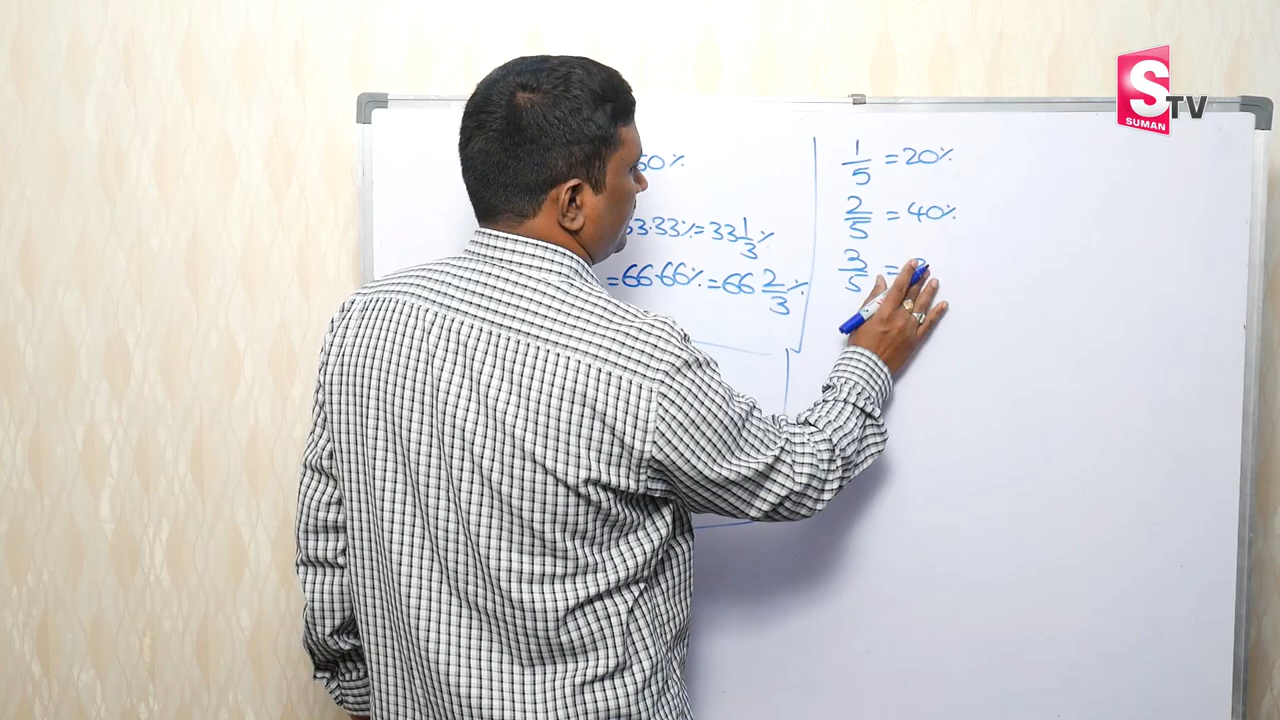 S TV
SUMAN
50%
33.33% = 33 1/3 %
= 66.66% = 66 2/3 %
1/5 = 20%
2/5 = 40%
3/5 =